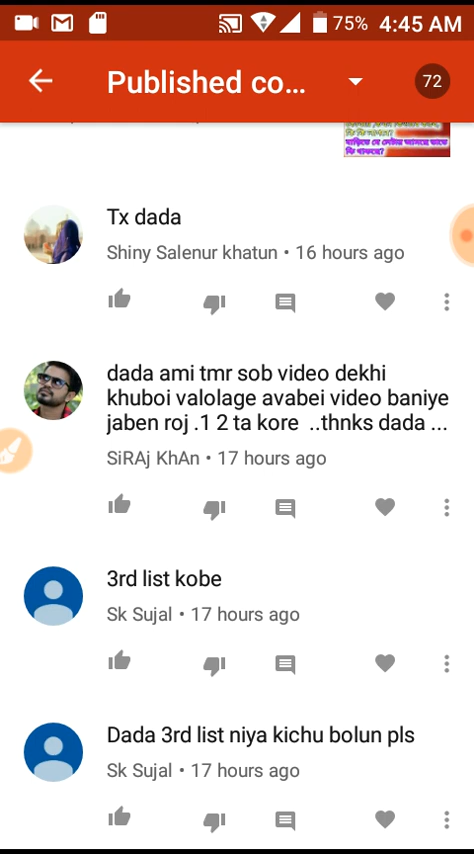 75% 4:45 AM
Published co... 72
Tx dada
Shiny Salenur khatun • 16 hours ago
dada ami tmr sob video dekhi
khuboi valolage avabei video baniye
jaben roj .1 2 ta kore ..thnks dada ...
SiRAj KhAn • 17 hours ago
3rd list kobe
Sk Sujal • 17 hours ago
Dada 3rd list niya kichu bolun pls
Sk Sujal • 17 hours ago